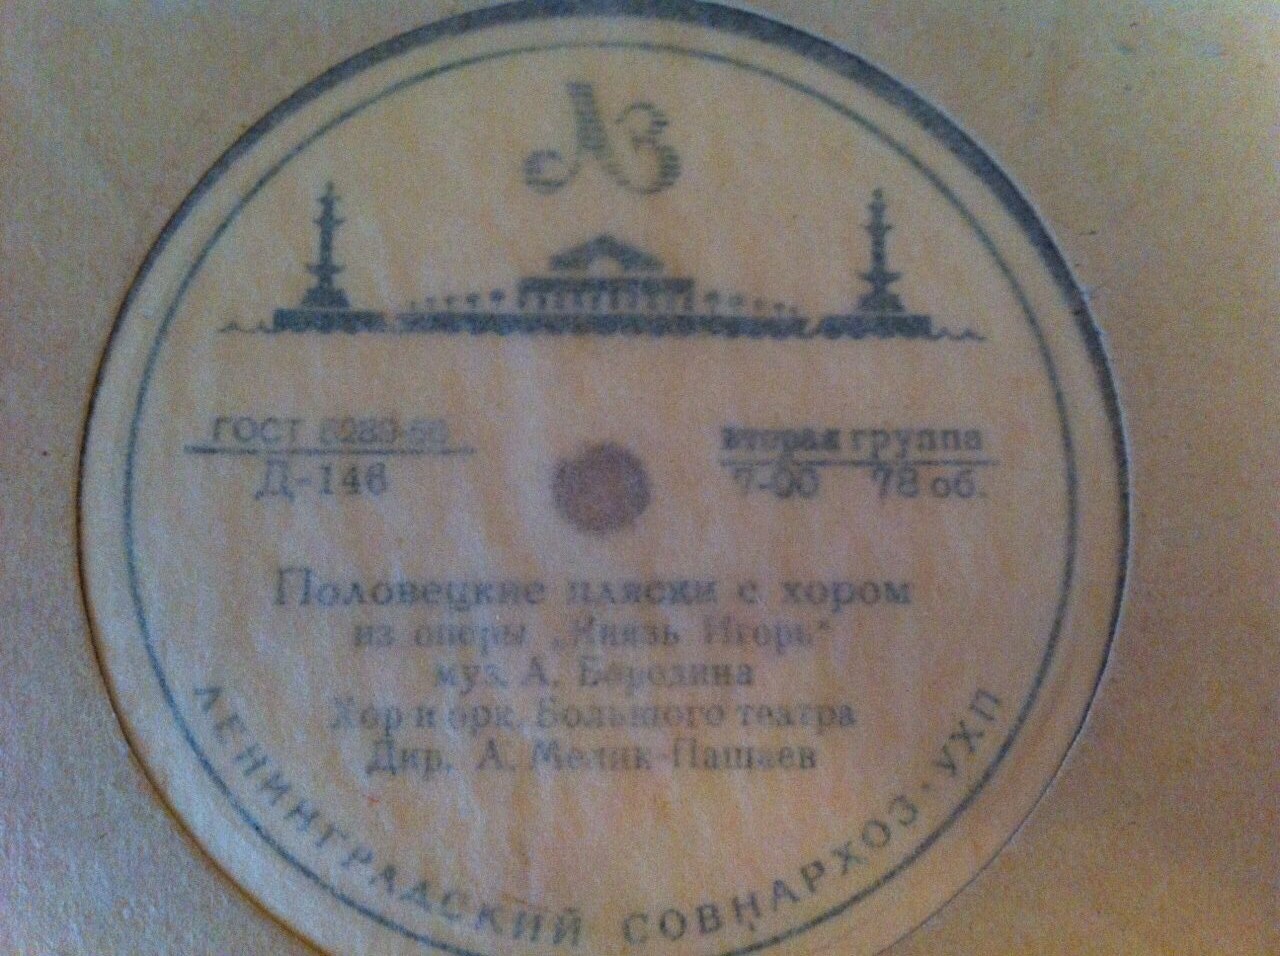 ЛЗ
ГОСТ 5289-56
Д-146
вторая группа
7-00 78 об.
Половецкие пляски с хором
из оперы „Князь Игорь“
муз. А. Бородина
Хор и орк. Большого театра
Дир. А. Мелик-Пашаев
ЛЕНИНГРАДСКИЙ СОВНАРХОЗ · УХП